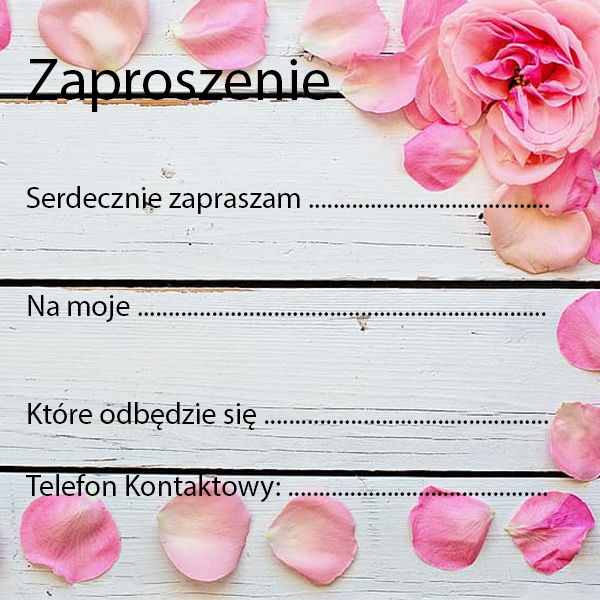 Zaproszenie
Serdecznie zapraszam .......................................
Na moje ..................................................................
Które odbędzie się ..............................................
Telefon Kontaktowy: ..........................................